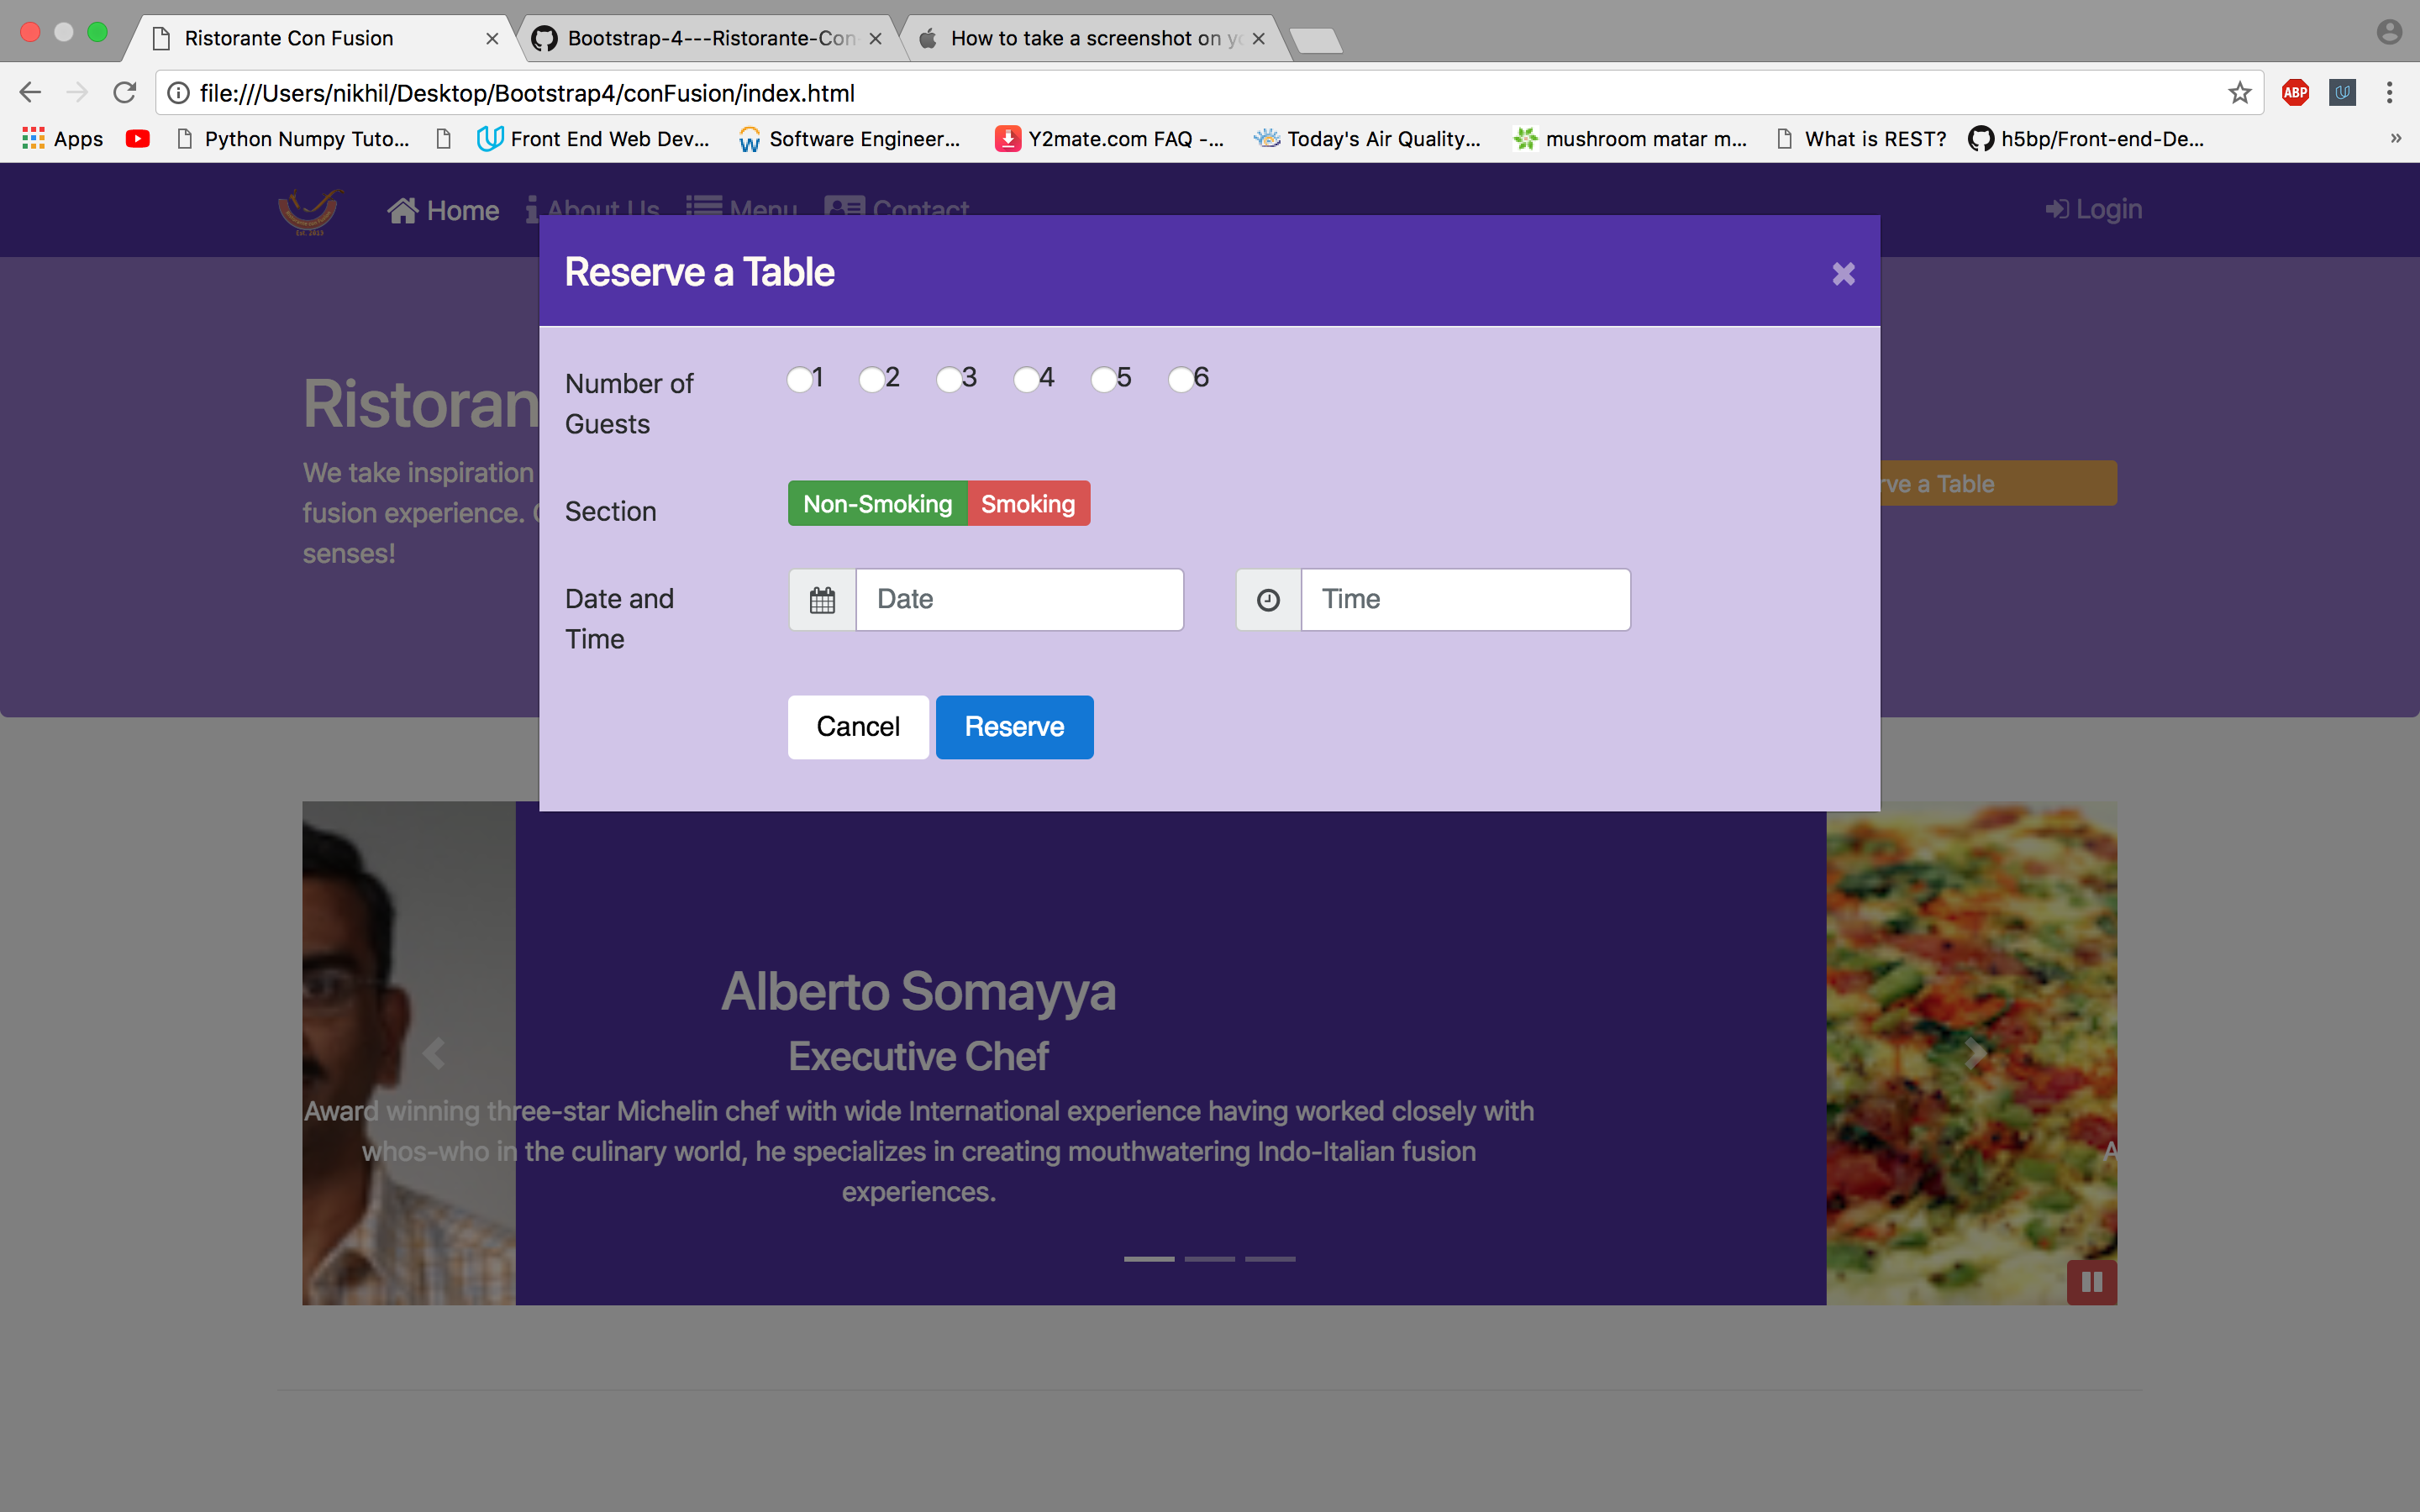 Ristorante Con Fusion
Bootstrap-4---Ristorante-Con-
How to take a screenshot on yo
file:///Users/nikhil/Desktop/Bootstrap4/conFusion/index.html
ABP
Apps
Python Numpy Tuto...
Front End Web Dev...
Software Engineer...
Y2mate.com FAQ -...
Today's Air Quality...
mushroom matar m...
What is REST?
h5bp/Front-end-De...
»
Est. 2013
Home
About Us
Menu
Contact
Login
Reserve a Table
Number of
Guests
1 2 3 4 5 6
Ristoran
We take inspiration
fusion experience. C
senses!
rve a Table
Section
Non-Smoking
Smoking
Date and
Time
Date
Time
Cancel
Reserve
Alberto Somayya
Executive Chef
Award winning three-star Michelin chef with wide International experience having worked closely with
whos-who in the culinary world, he specializes in creating mouthwatering Indo-Italian fusion
experiences.
A